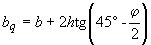 b_q = b + 2htg(45° - φ/2)